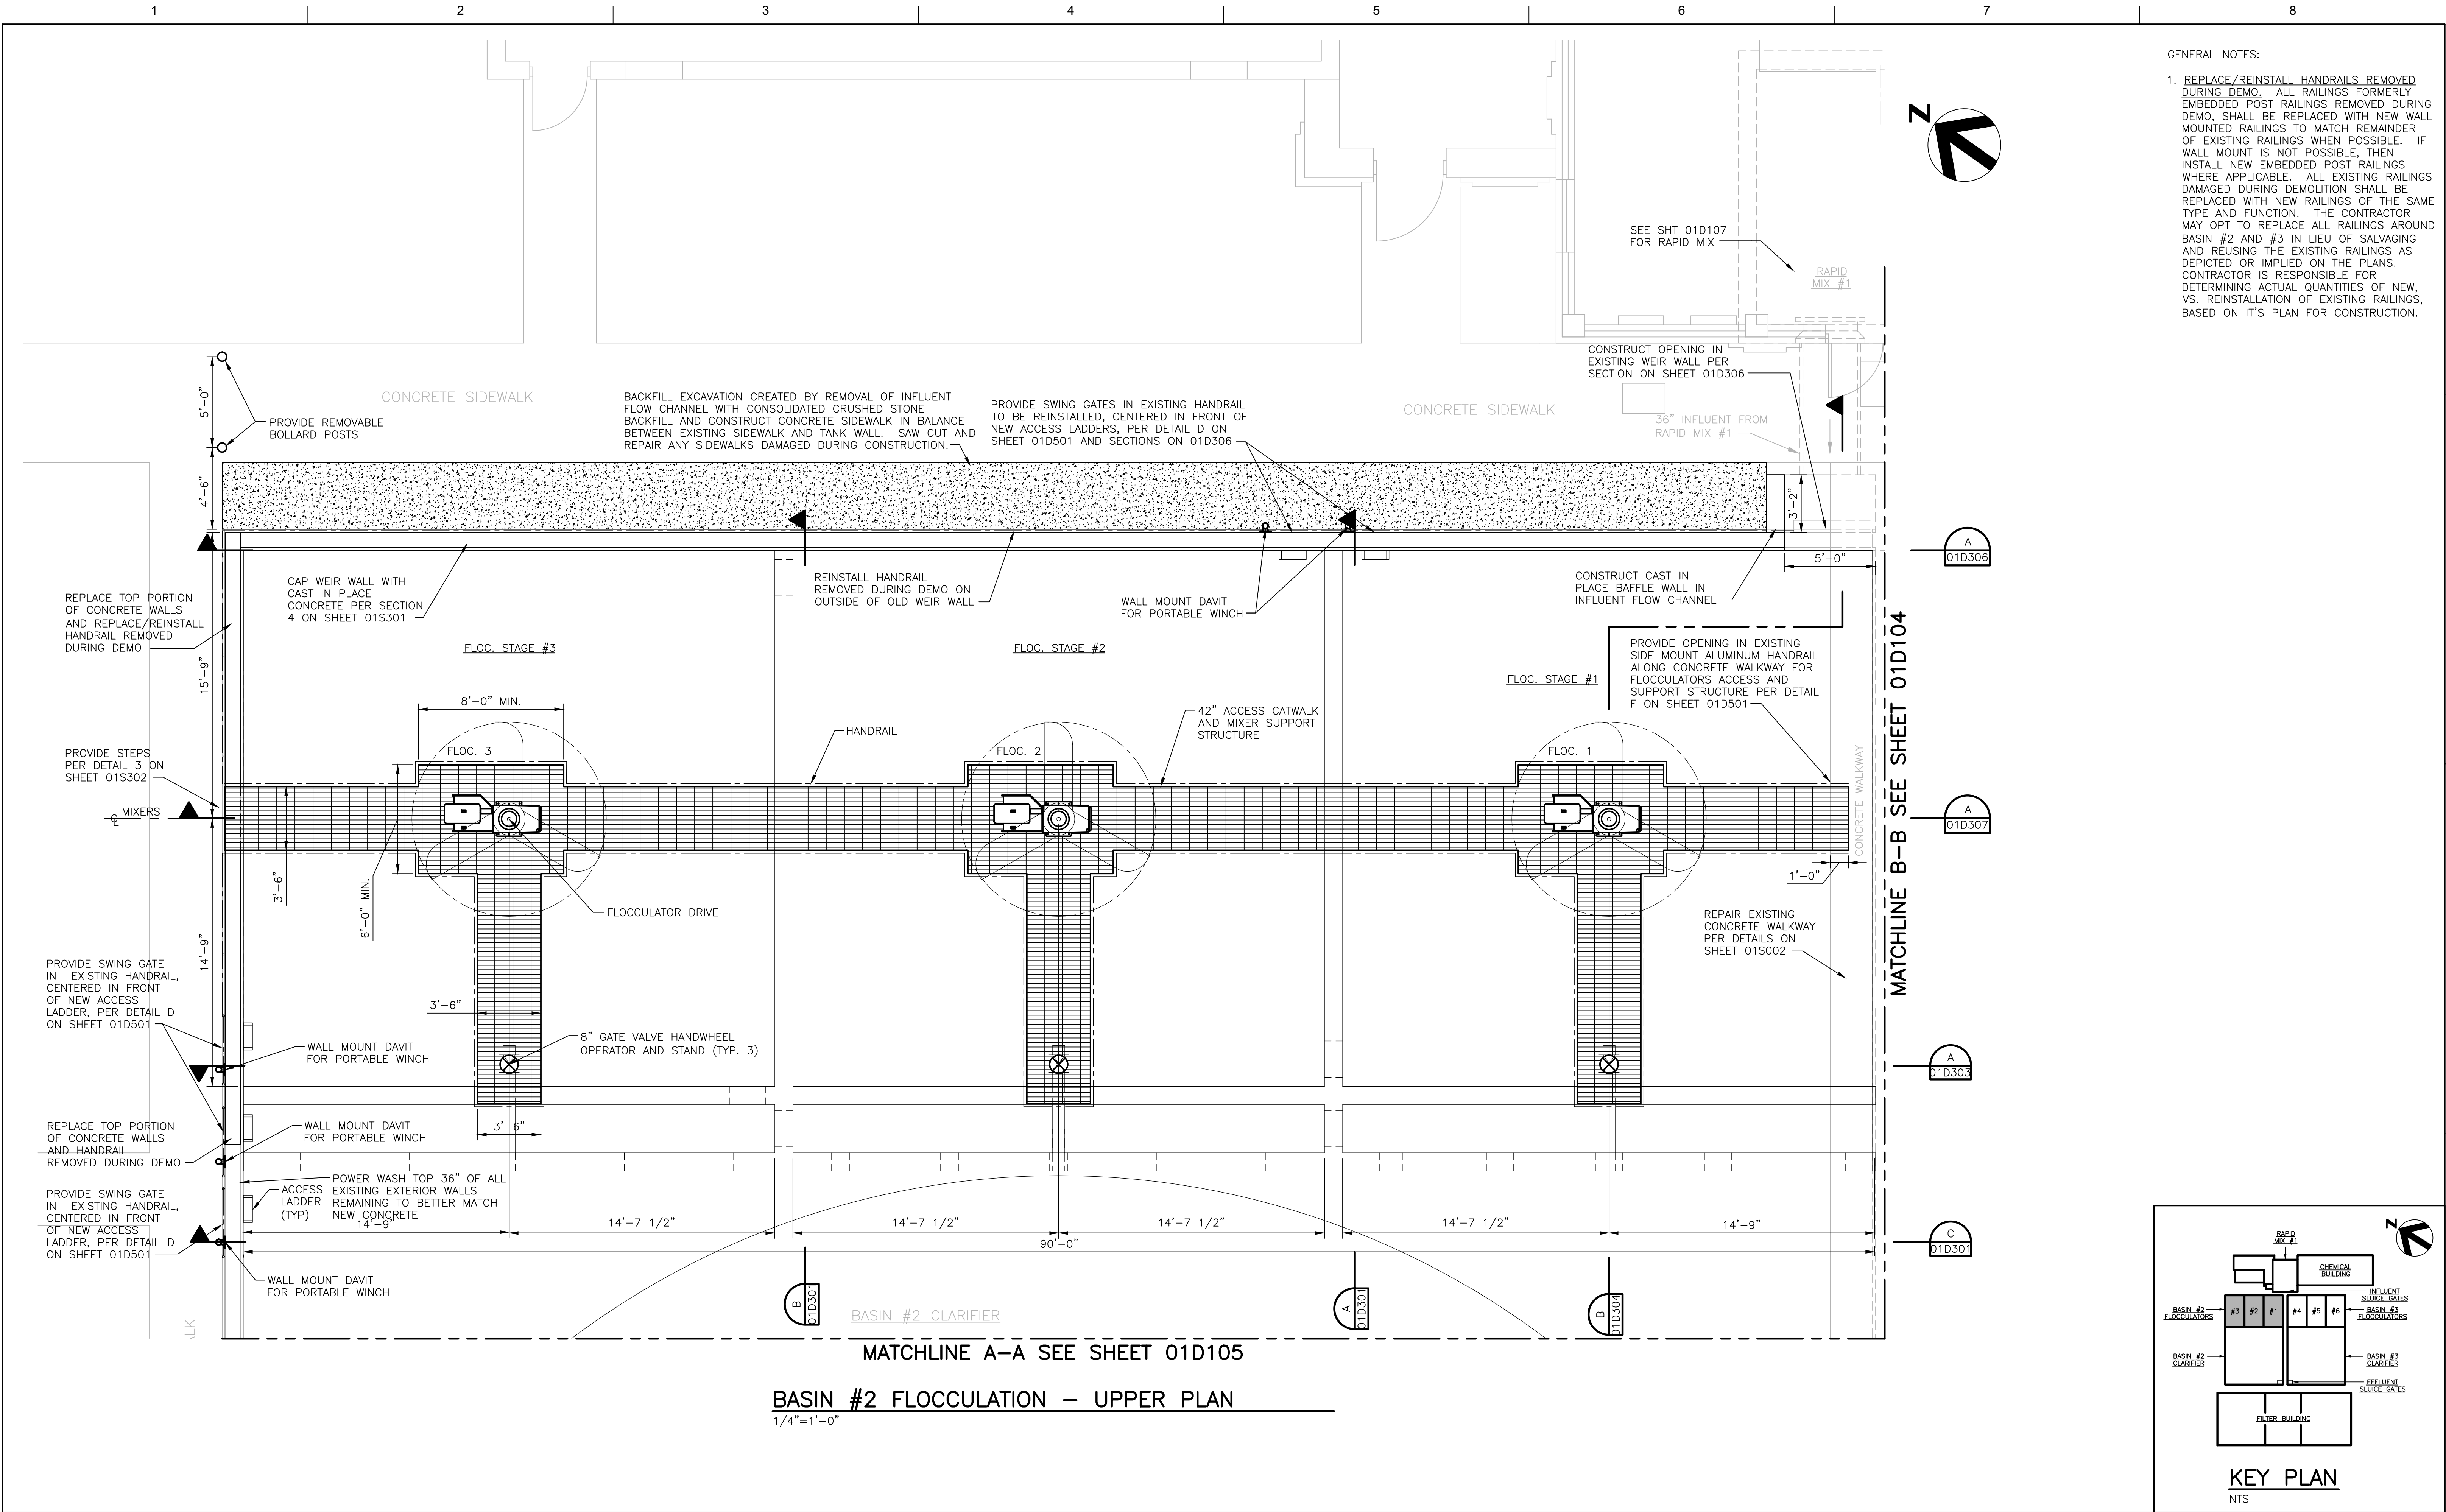 1 2 3 4 5 6 7 8
GENERAL NOTES:
1. REPLACE/REINSTALL HANDRAILS REMOVED
DURING DEMO. ALL RAILINGS FORMERLY
EMBEDDED POST RAILINGS REMOVED DURING
DEMO, SHALL BE REPLACED WITH NEW WALL
MOUNTED RAILINGS TO MATCH REMAINDER
OF EXISTING RAILINGS WHEN POSSIBLE. IF
WALL MOUNT IS NOT POSSIBLE, THEN
INSTALL NEW EMBEDDED POST RAILINGS
WHERE APPLICABLE. ALL EXISTING RAILINGS
DAMAGED DURING DEMOLITION SHALL BE
REPLACED WITH NEW RAILINGS OF THE SAME
TYPE AND FUNCTION. THE CONTRACTOR
MAY OPT TO REPLACE ALL RAILINGS AROUND
BASIN #2 AND #3 IN LIEU OF SALVAGING
AND REUSING THE EXISTING RAILINGS AS
DEPICTED OR IMPLIED ON THE PLANS.
CONTRACTOR IS RESPONSIBLE FOR
DETERMINING ACTUAL QUANTITIES OF NEW,
VS. REINSTALLATION OF EXISTING RAILINGS,
BASED ON IT'S PLAN FOR CONSTRUCTION.
N
SEE SHT 01D107
FOR RAPID MIX
RAPID
MIX #1
CONSTRUCT OPENING IN
EXISTING WEIR WALL PER
SECTION ON SHEET 01D306
5'-0"
PROVIDE REMOVABLE
BOLLARD POSTS
CONCRETE SIDEWALK
BACKFILL EXCAVATION CREATED BY REMOVAL OF INFLUENT
FLOW CHANNEL WITH CONSOLIDATED CRUSHED STONE
BACKFILL AND CONSTRUCT CONCRETE SIDEWALK IN BALANCE
BETWEEN EXISTING SIDEWALK AND TANK WALL. SAW CUT AND
REPAIR ANY SIDEWALKS DAMAGED DURING CONSTRUCTION.
PROVIDE SWING GATES IN EXISTING HANDRAIL
TO BE REINSTALLED, CENTERED IN FRONT OF
NEW ACCESS LADDERS, PER DETAIL D ON
SHEET 01D501 AND SECTIONS ON 01D306
CONCRETE SIDEWALK
36" INFLUENT FROM
RAPID MIX #1
4'-6"
3'-2"
A
01D306
5'-0"
REPLACE TOP PORTION
OF CONCRETE WALLS
AND REPLACE/REINSTALL
HANDRAIL REMOVED
DURING DEMO
CAP WEIR WALL WITH
CAST IN PLACE
CONCRETE PER SECTION
4 ON SHEET 01S301
REINSTALL HANDRAIL
REMOVED DURING DEMO ON
OUTSIDE OF OLD WEIR WALL
WALL MOUNT DAVIT
FOR PORTABLE WINCH
CONSTRUCT CAST IN
PLACE BAFFLE WALL IN
INFLUENT FLOW CHANNEL
15'-9"
FLOC. STAGE #3
FLOC. STAGE #2
FLOC. STAGE #1
PROVIDE OPENING IN EXISTING
SIDE MOUNT ALUMINUM HANDRAIL
ALONG CONCRETE WALKWAY FOR
FLOCCULATORS ACCESS AND
SUPPORT STRUCTURE PER DETAIL
F ON SHEET 01D501
MATCHLINE B-B SEE SHEET 01D104
8'-0" MIN.
42" ACCESS CATWALK
AND MIXER SUPPORT
STRUCTURE
HANDRAIL
FLOC. 3
FLOC. 2
FLOC. 1
PROVIDE STEPS
PER DETAIL 3 ON
SHEET 01S302
CONCRETE WALKWAY
℄ MIXERS
A
01D307
3'-6"
6'-0" MIN.
1'-0"
FLOCCULATOR DRIVE
REPAIR EXISTING
CONCRETE WALKWAY
PER DETAILS ON
SHEET 01S002
14'-9"
PROVIDE SWING GATE
IN EXISTING HANDRAIL,
CENTERED IN FRONT
OF NEW ACCESS
LADDER, PER DETAIL D
ON SHEET 01D501
3'-6"
WALL MOUNT DAVIT
FOR PORTABLE WINCH
8" GATE VALVE HANDWHEEL
OPERATOR AND STAND (TYP. 3)
A
01D303
REPLACE TOP PORTION
OF CONCRETE WALLS
AND HANDRAIL
REMOVED DURING DEMO
WALL MOUNT DAVIT
FOR PORTABLE WINCH
3'-6"
PROVIDE SWING GATE
IN EXISTING HANDRAIL,
CENTERED IN FRONT
OF NEW ACCESS
LADDER, PER DETAIL D
ON SHEET 01D501
ACCESS
LADDER
(TYP)
POWER WASH TOP 36" OF ALL
EXISTING EXTERIOR WALLS
REMAINING TO BETTER MATCH
NEW CONCRETE
14'-9" 14'-7 1/2" 14'-7 1/2" 14'-7 1/2" 14'-7 1/2" 14'-9"
90'-0"
C
01D301
WALL MOUNT DAVIT
FOR PORTABLE WINCH
B
01D301
A
01D301
B
01D304
BASIN #2 CLARIFIER
LK
MATCHLINE A-A SEE SHEET 01D105
BASIN #2 FLOCCULATION - UPPER PLAN
1/4"=1'-0"
N
RAPID
MIX #1
CHEMICAL
BUILDING
INFLUENT
SLUICE GATES
BASIN #2
FLOCCULATORS
#3 #2 #1 #4 #5 #6
BASIN #3
FLOCCULATORS
BASIN #2
CLARIFIER
BASIN #3
CLARIFIER
EFFLUENT
SLUICE GATES
FILTER BUILDING
KEY PLAN
NTS